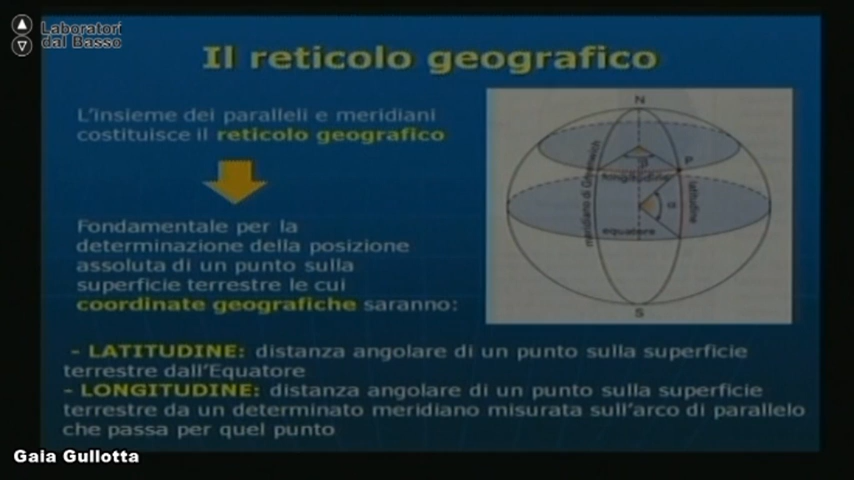 Laboratori
dal Basso
Il reticolo geografico
L'insieme dei paralleli e meridiani
costituisce il reticolo geografico
Fondamentale per la
determinazione della posizione
assoluta di un punto sulla
superficie terrestre le cui
coordinate geografiche saranno:
- LATITUDINE: distanza angolare di un punto sulla superficie
terrestre dall'Equatore
- LONGITUDINE: distanza angolare di un punto sulla superficie
terrestre da un determinato meridiano misurata sull'arco di parallelo
che passa per quel punto
N
β
P
longitudine
meridiano di Greenwich
latitudine
α
equatore
S
Gaia Gullotta